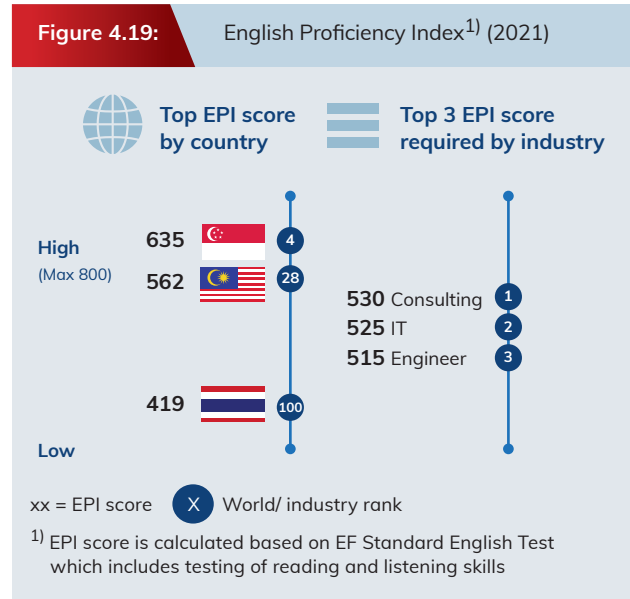 Figure 4.19:
English Proficiency Index1) (2021)
Top EPI score
by country
Top 3 EPI score
required by industry
High
(Max 800)
635
4
562
28
419
100
Low
530 Consulting
1
525 IT
2
515 Engineer
3
xx = EPI score
X
World/ industry rank
1) EPI score is calculated based on EF Standard English Test
which includes testing of reading and listening skills